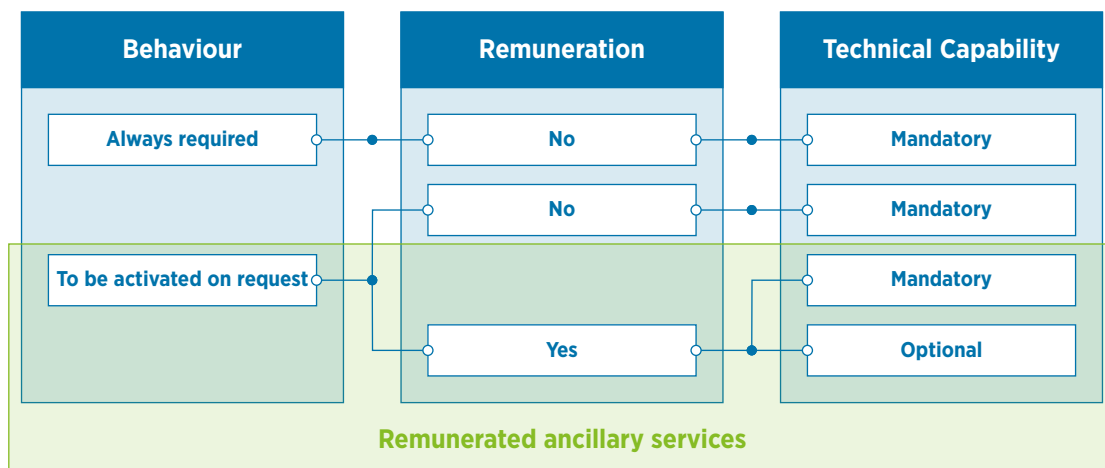 Behaviour
Remuneration
Technical Capability
Always required
No
Mandatory
No
Mandatory
To be activated on request
Mandatory
Yes
Optional
Remunerated ancillary services